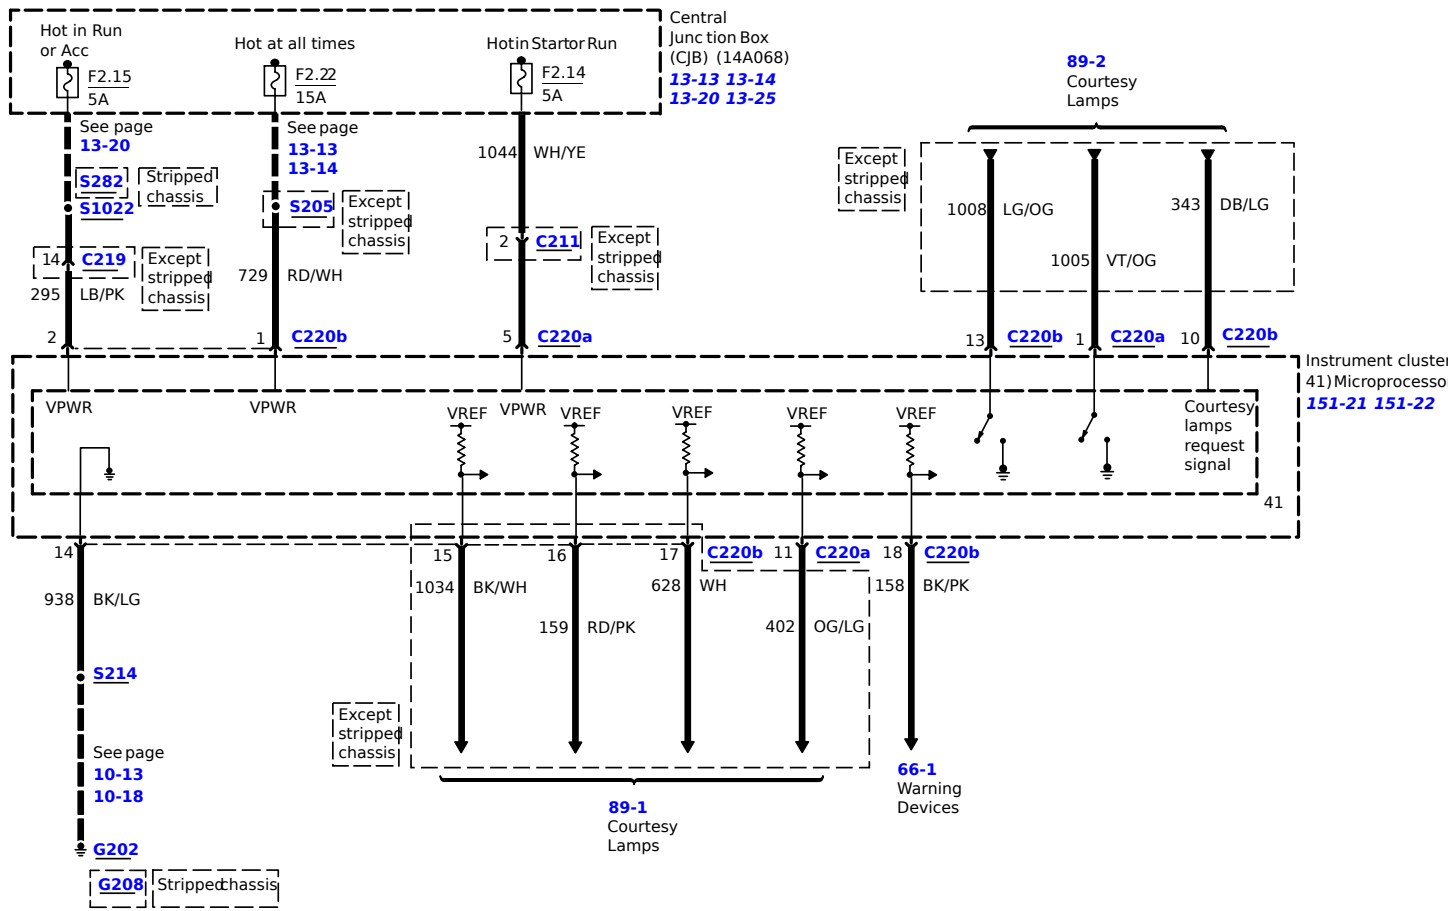 Hot in Run
or Acc
F2.15
5A
Hot at all times
F2.22
15A
Hot in Start or Run
F2.14
5A
Central
Junction Box
(CJB) (14A068)
13-13 13-14
13-20 13-25
89-2
Courtesy
Lamps
See page
13-20
See page
13-13
13-14
1044 WH/YE
S282
Stripped
chassis
S1022
S205
Except
stripped
chassis
Except
stripped
chassis
1008 LG/OG
343 DB/LG
1005 VT/OG
14 C219
Except
stripped
chassis
2 C211
Except
stripped
chassis
295 LB/PK
729 RD/WH
2
1 C220b
5 C220a
13 C220b
1 C220a
10 C220b
Instrument cluster
41) Microprocesso
151-21 151-22
VPWR
VPWR
VPWR
VREF
VREF
VREF
VREF
VREF
Courtesy
lamps
request
signal
41
14
15
16
17 C220b
11 C220a
18 C220b
938 BK/LG
1034 BK/WH
159 RD/PK
628 WH
402 OG/LG
158 BK/PK
S214
See page
10-13
10-18
Except
stripped
chassis
89-1
Courtesy
Lamps
66-1
Warning
Devices
G202
G208
Stripped chassis